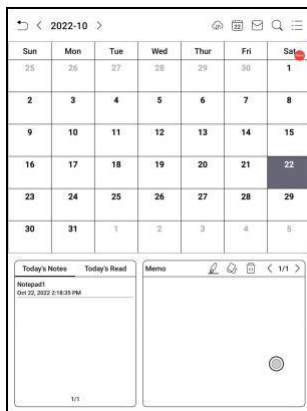 2022-10
22
Sun Mon Tue Wed Thur Fri Sat
25 26 27 28 29 30 1
2 3 4 5 6 7 8
9 10 11 12 13 14 15
16 17 18 19 20 21 22
23 24 25 26 27 28 29
30 31 1 2 3 4 5
Today's Notes Today's Read
Notepad1
Oct 22, 2022 2:18:35 PM
1/1
Memo 1/1